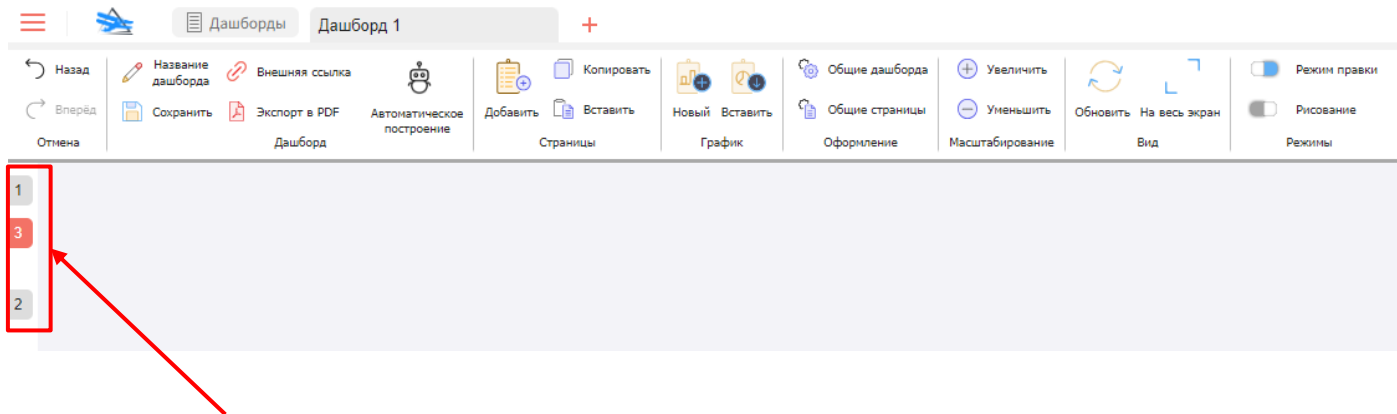 Дашборды
Дашборд 1
+
Назад
Вперёд
Отмена
Название
дашборда
Внешняя ссылка
Сохранить
Экспорт в PDF
Автоматическое
построение
Дашборд
Добавить
Копировать
Вставить
Страницы
Новый
Вставить
График
Общие дашборда
Общие страницы
Оформление
Увеличить
Уменьшить
Масштабирование
Обновить
На весь экран
Вид
Режим правки
Рисование
Режимы
1
3
2